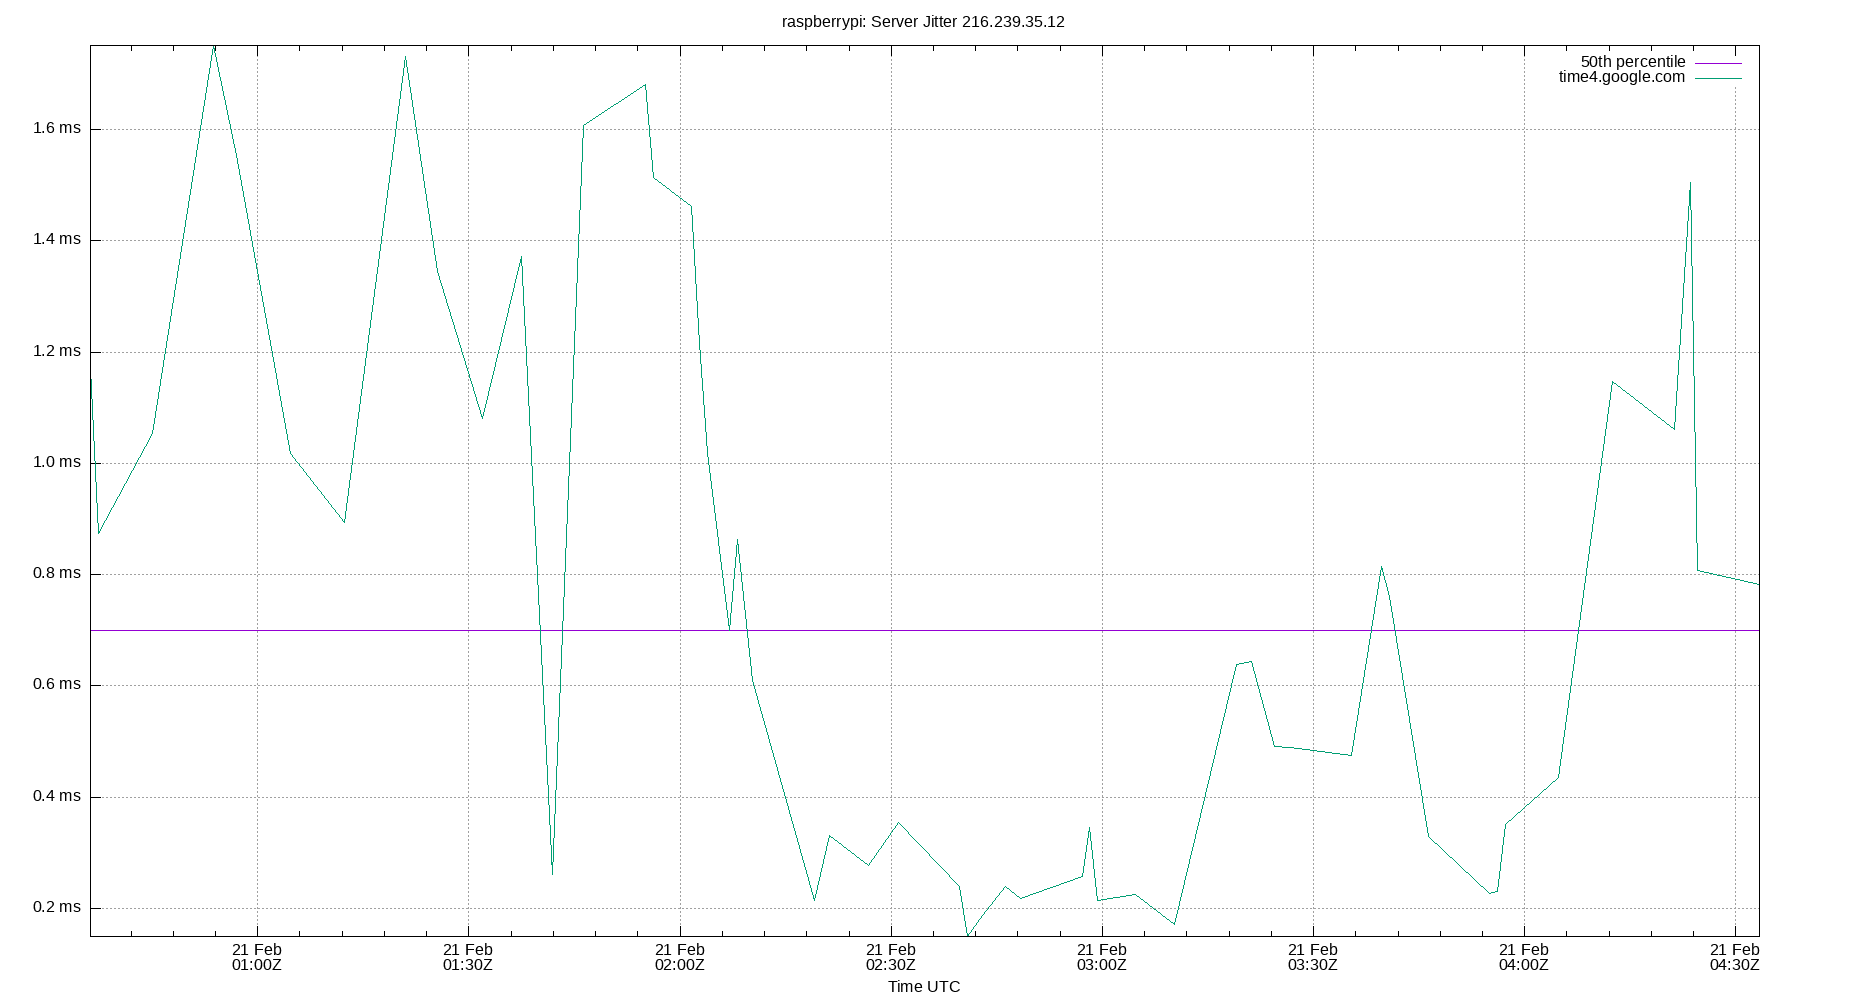 raspberrypi: Server Jitter 216.239.35.12
50th percentile
time4.google.com
1.6 ms
1.4 ms
1.2 ms
1.0 ms
0.8 ms
0.6 ms
0.4 ms
0.2 ms
21 Feb 21 Feb 21 Feb 21 Feb 21 Feb 21 Feb 21 Feb 21 Feb
01:00Z 01:30Z 02:00Z 02:30Z 03:00Z 03:30Z 04:00Z 04:30Z
Time UTC